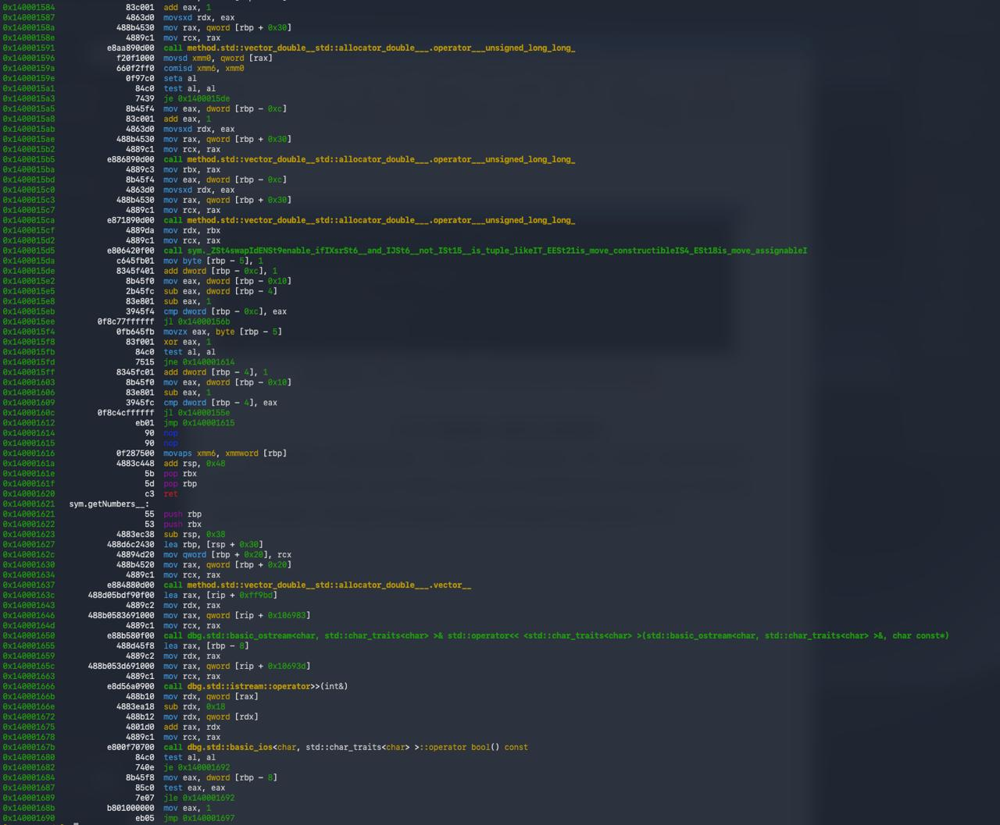 0x140001584 83c001 add eax, 1
0x140001587 4863d0 movsxd rdx, eax
0x14000158a 488b4530 mov rax, qword [rbp + 0x30]
0x14000158e 4889c1 mov rcx, rax
0x140001591 e8aa890d00 call method.std::vector_double__std::allocator_double___.operator___unsigned_long_long_
0x140001596 f20f1000 movsd xmm0, qword [rax]
0x14000159a 660f2ff0 comisd xmm6, xmm0
0x14000159e 0f97c0 seta al
0x1400015a1 84c0 test al, al
0x1400015a3 7439 je 0x1400015de
0x1400015a5 8b45f4 mov eax, dword [rbp - 0xc]
0x1400015a8 83c001 add eax, 1
0x1400015ab 4863d0 movsxd rdx, eax
0x1400015ae 488b4530 mov rax, qword [rbp + 0x30]
0x1400015b2 4889c1 mov rcx, rax
0x1400015b5 e886890d00 call method.std::vector_double__std::allocator_double___.operator___unsigned_long_long_
0x1400015ba 4889c3 mov rbx, rax
0x1400015bd 8b45f4 mov eax, dword [rbp - 0xc]
0x1400015c0 4863d0 movsxd rdx, eax
0x1400015c3 488b4530 mov rax, qword [rbp + 0x30]
0x1400015c7 4889c1 mov rcx, rax
0x1400015ca e871890d00 call method.std::vector_double__std::allocator_double___.operator___unsigned_long_long_
0x1400015cf 4889da mov rdx, rbx
0x1400015d2 4889c1 mov rcx, rax
0x1400015d5 e806420f00 call sym._ZSt4swapIdENSt9enable_ifIXsrSt6__and_IJSt6__not_ISt15__is_tuple_likeIT_EESt21is_move_constructibleIS4_ESt18is_move_assignableI
0x1400015da c645fb01 mov byte [rbp - 5], 1
0x1400015de 8345f401 add dword [rbp - 0xc], 1
0x1400015e2 8b45f0 mov eax, dword [rbp - 0x10]
0x1400015e5 2b45fc sub eax, dword [rbp - 4]
0x1400015e8 83e801 sub eax, 1
0x1400015eb 3945f4 cmp dword [rbp - 0xc], eax
0x1400015ee 0f8c77ffffff jl 0x14000156b
0x1400015f4 0fb645fb movzx eax, byte [rbp - 5]
0x1400015f8 83f001 xor eax, 1
0x1400015fb 84c0 test al, al
0x1400015fd 7515 jne 0x140001614
0x1400015ff 8345fc01 add dword [rbp - 4], 1
0x140001603 8b45f0 mov eax, dword [rbp - 0x10]
0x140001606 83e801 sub eax, 1
0x140001609 3945fc cmp dword [rbp - 4], eax
0x14000160c 0f8c4cffffff jl 0x14000155e
0x140001612 eb01 jmp 0x140001615
0x140001614 90 nop
0x140001615 90 nop
0x140001616 0f287500 movaps xmm6, xmmword [rbp]
0x14000161a 4883c448 add rsp, 0x48
0x14000161e 5b pop rbx
0x14000161f 5d pop rbp
0x140001620 c3 ret
0x140001621 sym.getNumbers__:
0x140001621 55 push rbp
0x140001622 53 push rbx
0x140001623 4883ec38 sub rsp, 0x38
0x140001627 488d6c2430 lea rbp, [rsp + 0x30]
0x14000162c 48894d20 mov qword [rbp + 0x20], rcx
0x140001630 488b4520 mov rax, qword [rbp + 0x20]
0x140001634 4889c1 mov rcx, rax
0x140001637 e884880d00 call method.std::vector_double__std::allocator_double___.vector__
0x14000163c 488d05bdf90f00 lea rax, [rip + 0xff9bd]
0x140001643 4889c2 mov rdx, rax
0x140001646 488b0583691000 mov rax, qword [rip + 0x106983]
0x14000164d 4889c1 mov rcx, rax
0x140001650 e88b580f00 call dbg.std::basic_ostream<char, std::char_traits<char> >& std::operator<< <std::char_traits<char> >(std::basic_ostream<char, std::char_traits<char> >&, char const*)
0x140001655 488d45f8 lea rax, [rbp - 8]
0x140001659 4889c2 mov rdx, rax
0x14000165c 488b053d691000 mov rax, qword [rip + 0x10693d]
0x140001663 4889c1 mov rcx, rax
0x140001666 e8d56a0900 call dbg.std::istream::operator>>(int&)
0x14000166b 488b10 mov rdx, qword [rax]
0x14000166e 4883ea18 sub rdx, 0x18
0x140001672 488b12 mov rdx, qword [rdx]
0x140001675 4801d0 add rax, rdx
0x140001678 4889c1 mov rcx, rax
0x14000167b e800f70700 call dbg.std::basic_ios<char, std::char_traits<char> >::operator bool() const
0x140001680 84c0 test al, al
0x140001682 740e je 0x140001692
0x140001684 8b45f8 mov eax, dword [rbp - 8]
0x140001687 85c0 test eax, eax
0x140001689 7e07 jle 0x140001692
0x14000168b b801000000 mov eax, 1
0x140001690 eb05 jmp 0x140001697